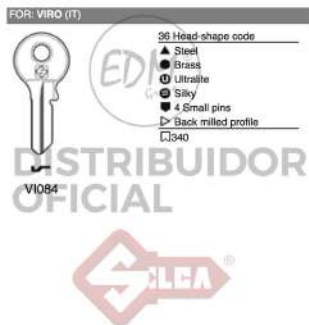 FOR: VIRO (IT)
36 Head-shape code
▲ Steel
● Brass
U Ultralite
S Silky
4 Small pins
▷ Back milled profile
340
EDM
VI084
DISTRIBUIDOR
OFICIAL
SILCA ®